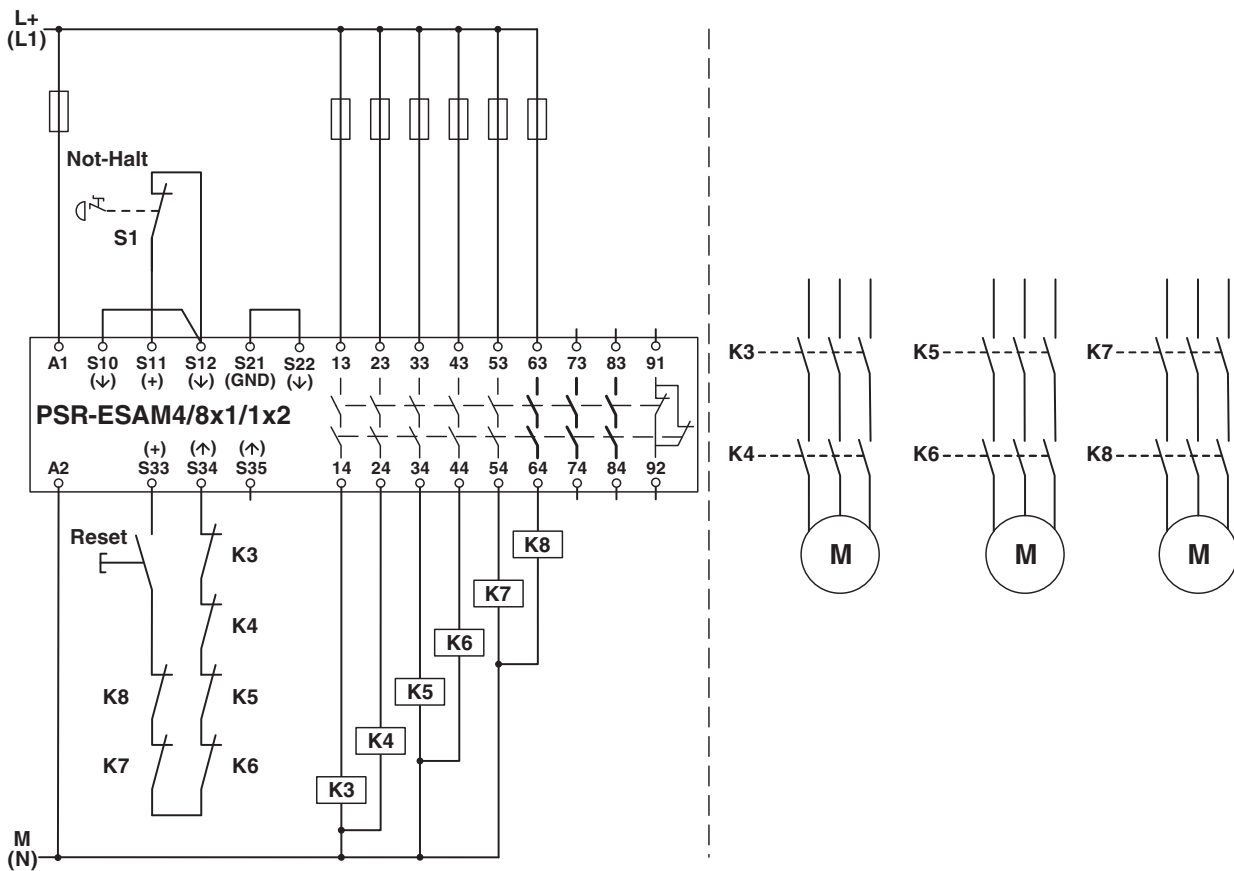 L+
(L1)
Not-Halt
S1
A1 S10 S11 S12 S21 S22 13 23 33 43 53 63 73 83 91
(↓) (+) (↓) (GND) (↓)
PSR-ESAM4/8x1/1x2
(+) (↑) (↑)
A2 S33 S34 S35 14 24 34 44 54 64 74 84 92
Reset
K3
K4
K8
K5
K7
K6
K8
K7
K6
K5
K4
K3
M
(N)
K3 K5 K7
K4 K6 K8
M M M